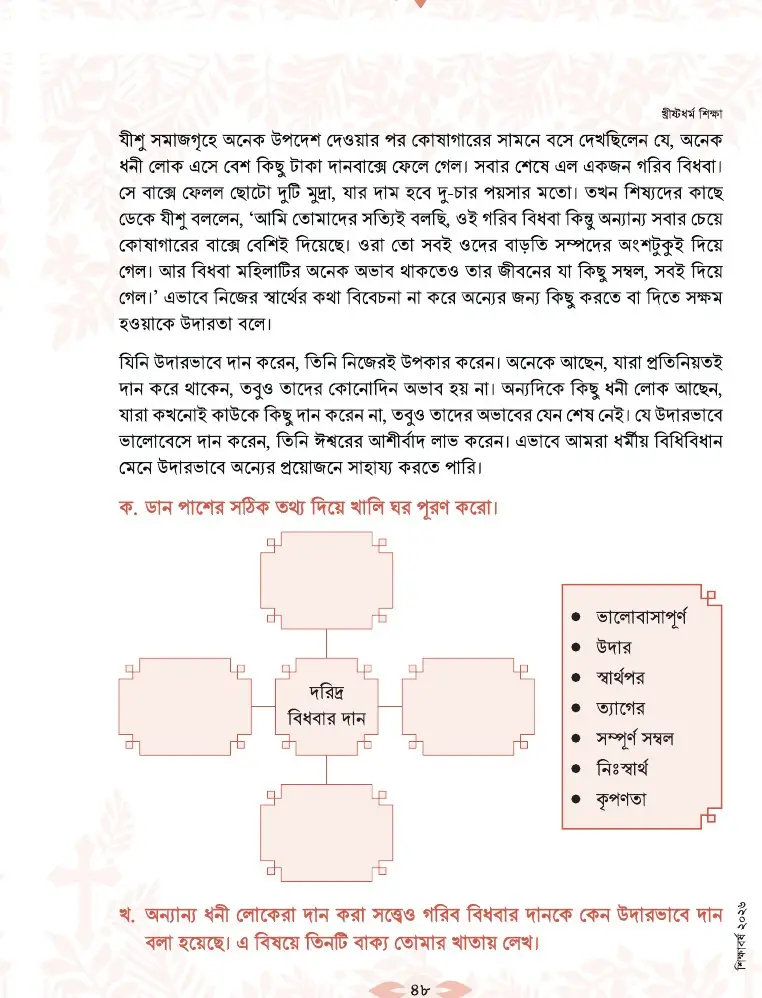 খ্রীষ্টধর্ম শিক্ষা
যীশু সমাজগৃহে অনেক উপদেশ দেওয়ার পর কোষাগারের সামনে বসে দেখছিলেন যে, অনেক
ধনী লোক এসে বেশ কিছু টাকা দানবাক্সে ফেলে গেল। সবার শেষে এল একজন গরিব বিধবা।
সে বাক্সে ফেলল ছোটো দুটি মুদ্রা, যার দাম হবে দু-চার পয়সার মতো। তখন শিষ্যদের কাছে
ডেকে যীশু বললেন, ‘আমি তোমাদের সত্যিই বলছি, ওই গরিব বিধবা কিন্তু অন্যান্য সবার চেয়ে
কোষাগারের বাক্সে বেশিই দিয়েছে। ওরা তো সবই ওদের বাড়তি সম্পদের অংশটুকুই দিয়ে
গেল। আর বিধবা মহিলাটির অনেক অভাব থাকতেও তার জীবনের যা কিছু সম্বল, সবই দিয়ে
গেল।’ এভাবে নিজের স্বার্থের কথা বিবেচনা না করে অন্যের জন্য কিছু করতে বা দিতে সক্ষম
হওয়াকে উদারতা বলে।
যিনি উদারভাবে দান করেন, তিনি নিজেরই উপকার করেন। অনেকে আছেন, যারা প্রতিনিয়তই
দান করে থাকেন, তবুও তাদের কোনোদিন অভাব হয় না। অন্যদিকে কিছু ধনী লোক আছেন,
যারা কখনোই কাউকে কিছু দান করেন না, তবুও তাদের অভাবের যেন শেষ নেই। যে উদারভাবে
ভালোবেসে দান করেন, তিনি ঈশ্বরের আশীর্বাদ লাভ করেন। এভাবে আমরা ধর্মীয় বিধিবিধান
মেনে উদারভাবে অন্যের প্রয়োজনে সাহায্য করতে পারি।
ক. ডান পাশের সঠিক তথ্য দিয়ে খালি ঘর পূরণ করো।
দরিদ্র
বিধবার দান
● ভালোবাসাপূর্ণ
● উদার
● স্বার্থপর
● ত্যাগের
● সম্পূর্ণ সম্বল
● নিঃস্বার্থ
● কৃপণতা
খ. অন্যান্য ধনী লোকেরা দান করা সত্ত্বেও গরিব বিধবার দানকে কেন উদারভাবে দান
বলা হয়েছে। এ বিষয়ে তিনটি বাক্য তোমার খাতায় লেখ।
শিক্ষাবর্ষ ২০২৬
৪৮